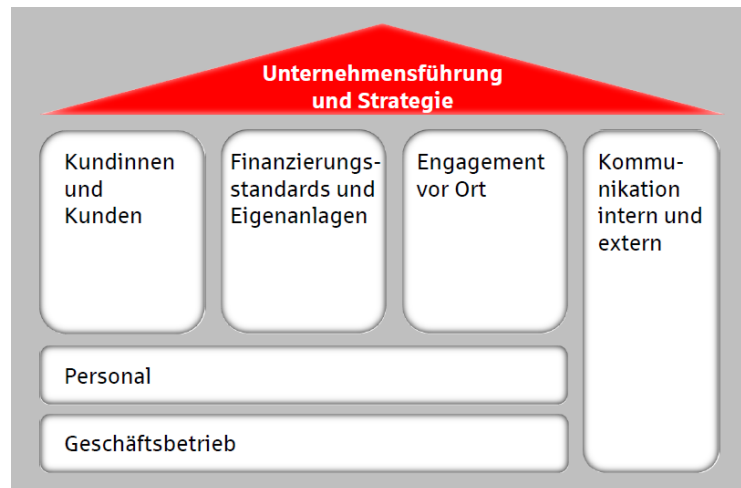 Unternehmensführung
und Strategie
Kundinnen
und
Kunden
Finanzierungs-
standards und
Eigenanlagen
Engagement
vor Ort
Kommu-
nikation
intern und
extern
Personal
Geschäftsbetrieb